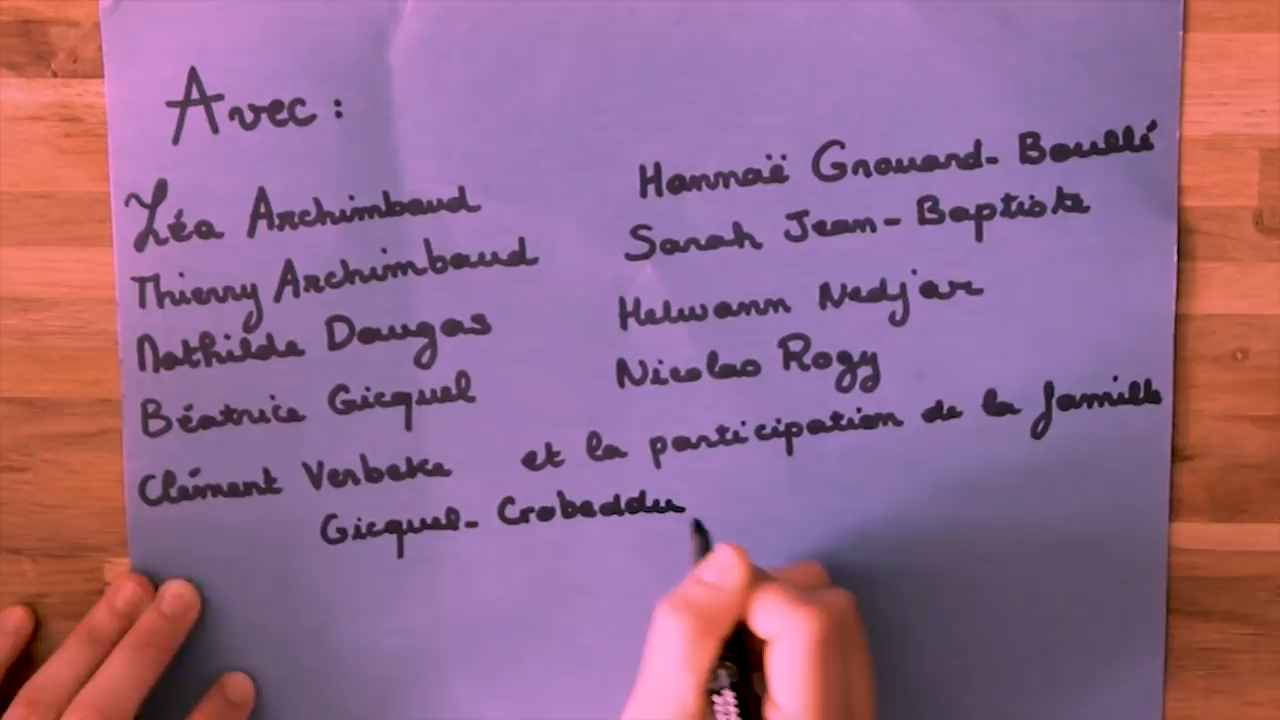 Avec :
Léa Archimbaud
Thierry Archimbaud
Mathilde Daugas
Béatrice Gicquel
Clément Verbeke
Hannaë Grouard-Boullé
Sarah Jean-Baptiste
Helwann Nedjar
Nicolas Rogy
et la participation de la famille
Gicquel-Crobeddu